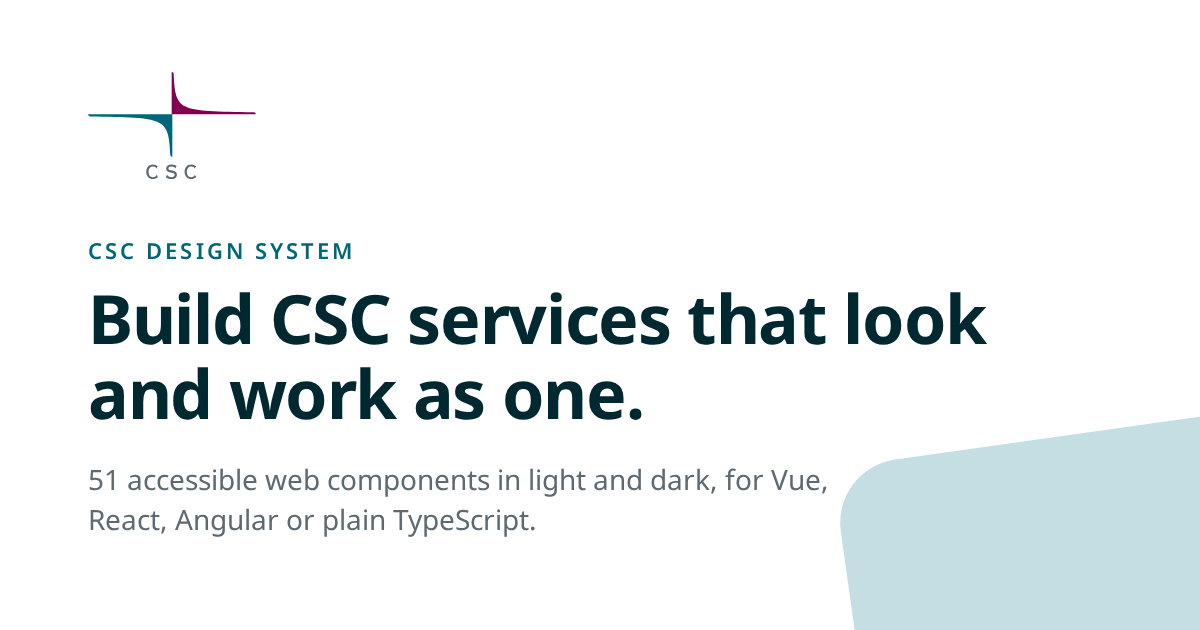 CSC
CSC DESIGN SYSTEM
Build CSC services that look
and work as one.
51 accessible web components in light and dark, for Vue,
React, Angular or plain TypeScript.